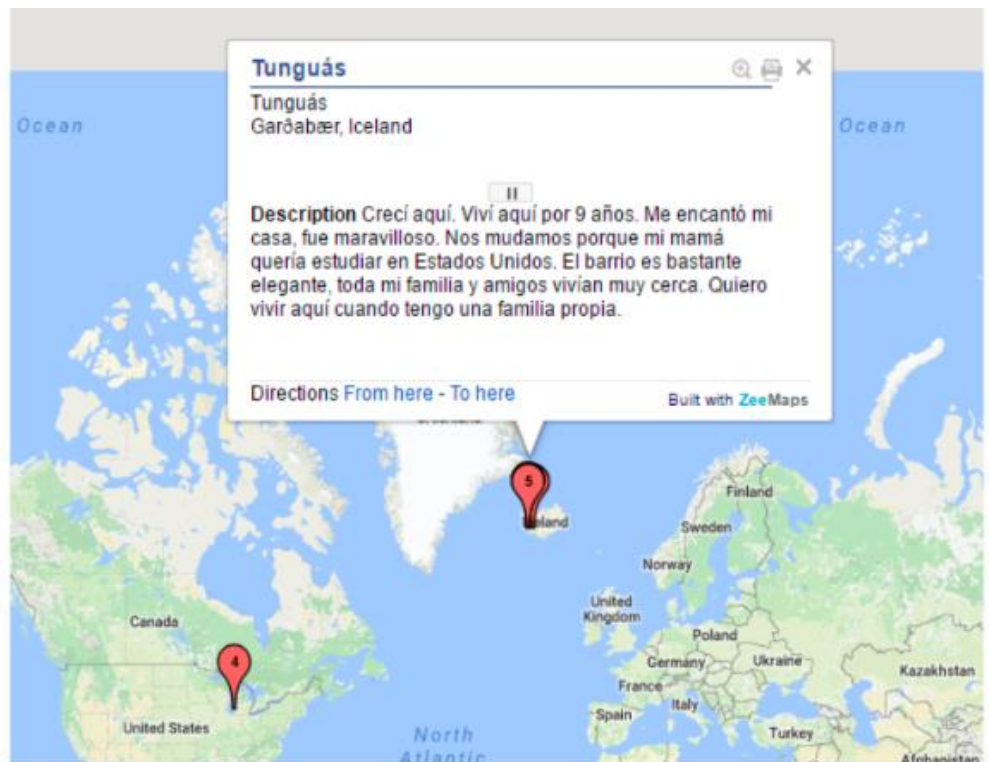 Tunguás
Tunguás
Garðabær, Iceland
Description Crecí aquí. Viví aquí por 9 años. Me encantó mi
casa, fue maravilloso. Nos mudamos porque mi mamá
quería estudiar en Estados Unidos. El barrio es bastante
elegante, toda mi familia y amigos vivían muy cerca. Quiero
vivir aquí cuando tengo una familia propia.
Directions From here - To here
Built with ZeeMaps
Ocean
Ocean
5
Finland
Sweden
Norway
United
Kingdom
Poland
Germany
Ukraine
Kazakhstan
France
Italy
Spain
Turkey
Canada
4
United States
North
Atlantic
Afghanistan